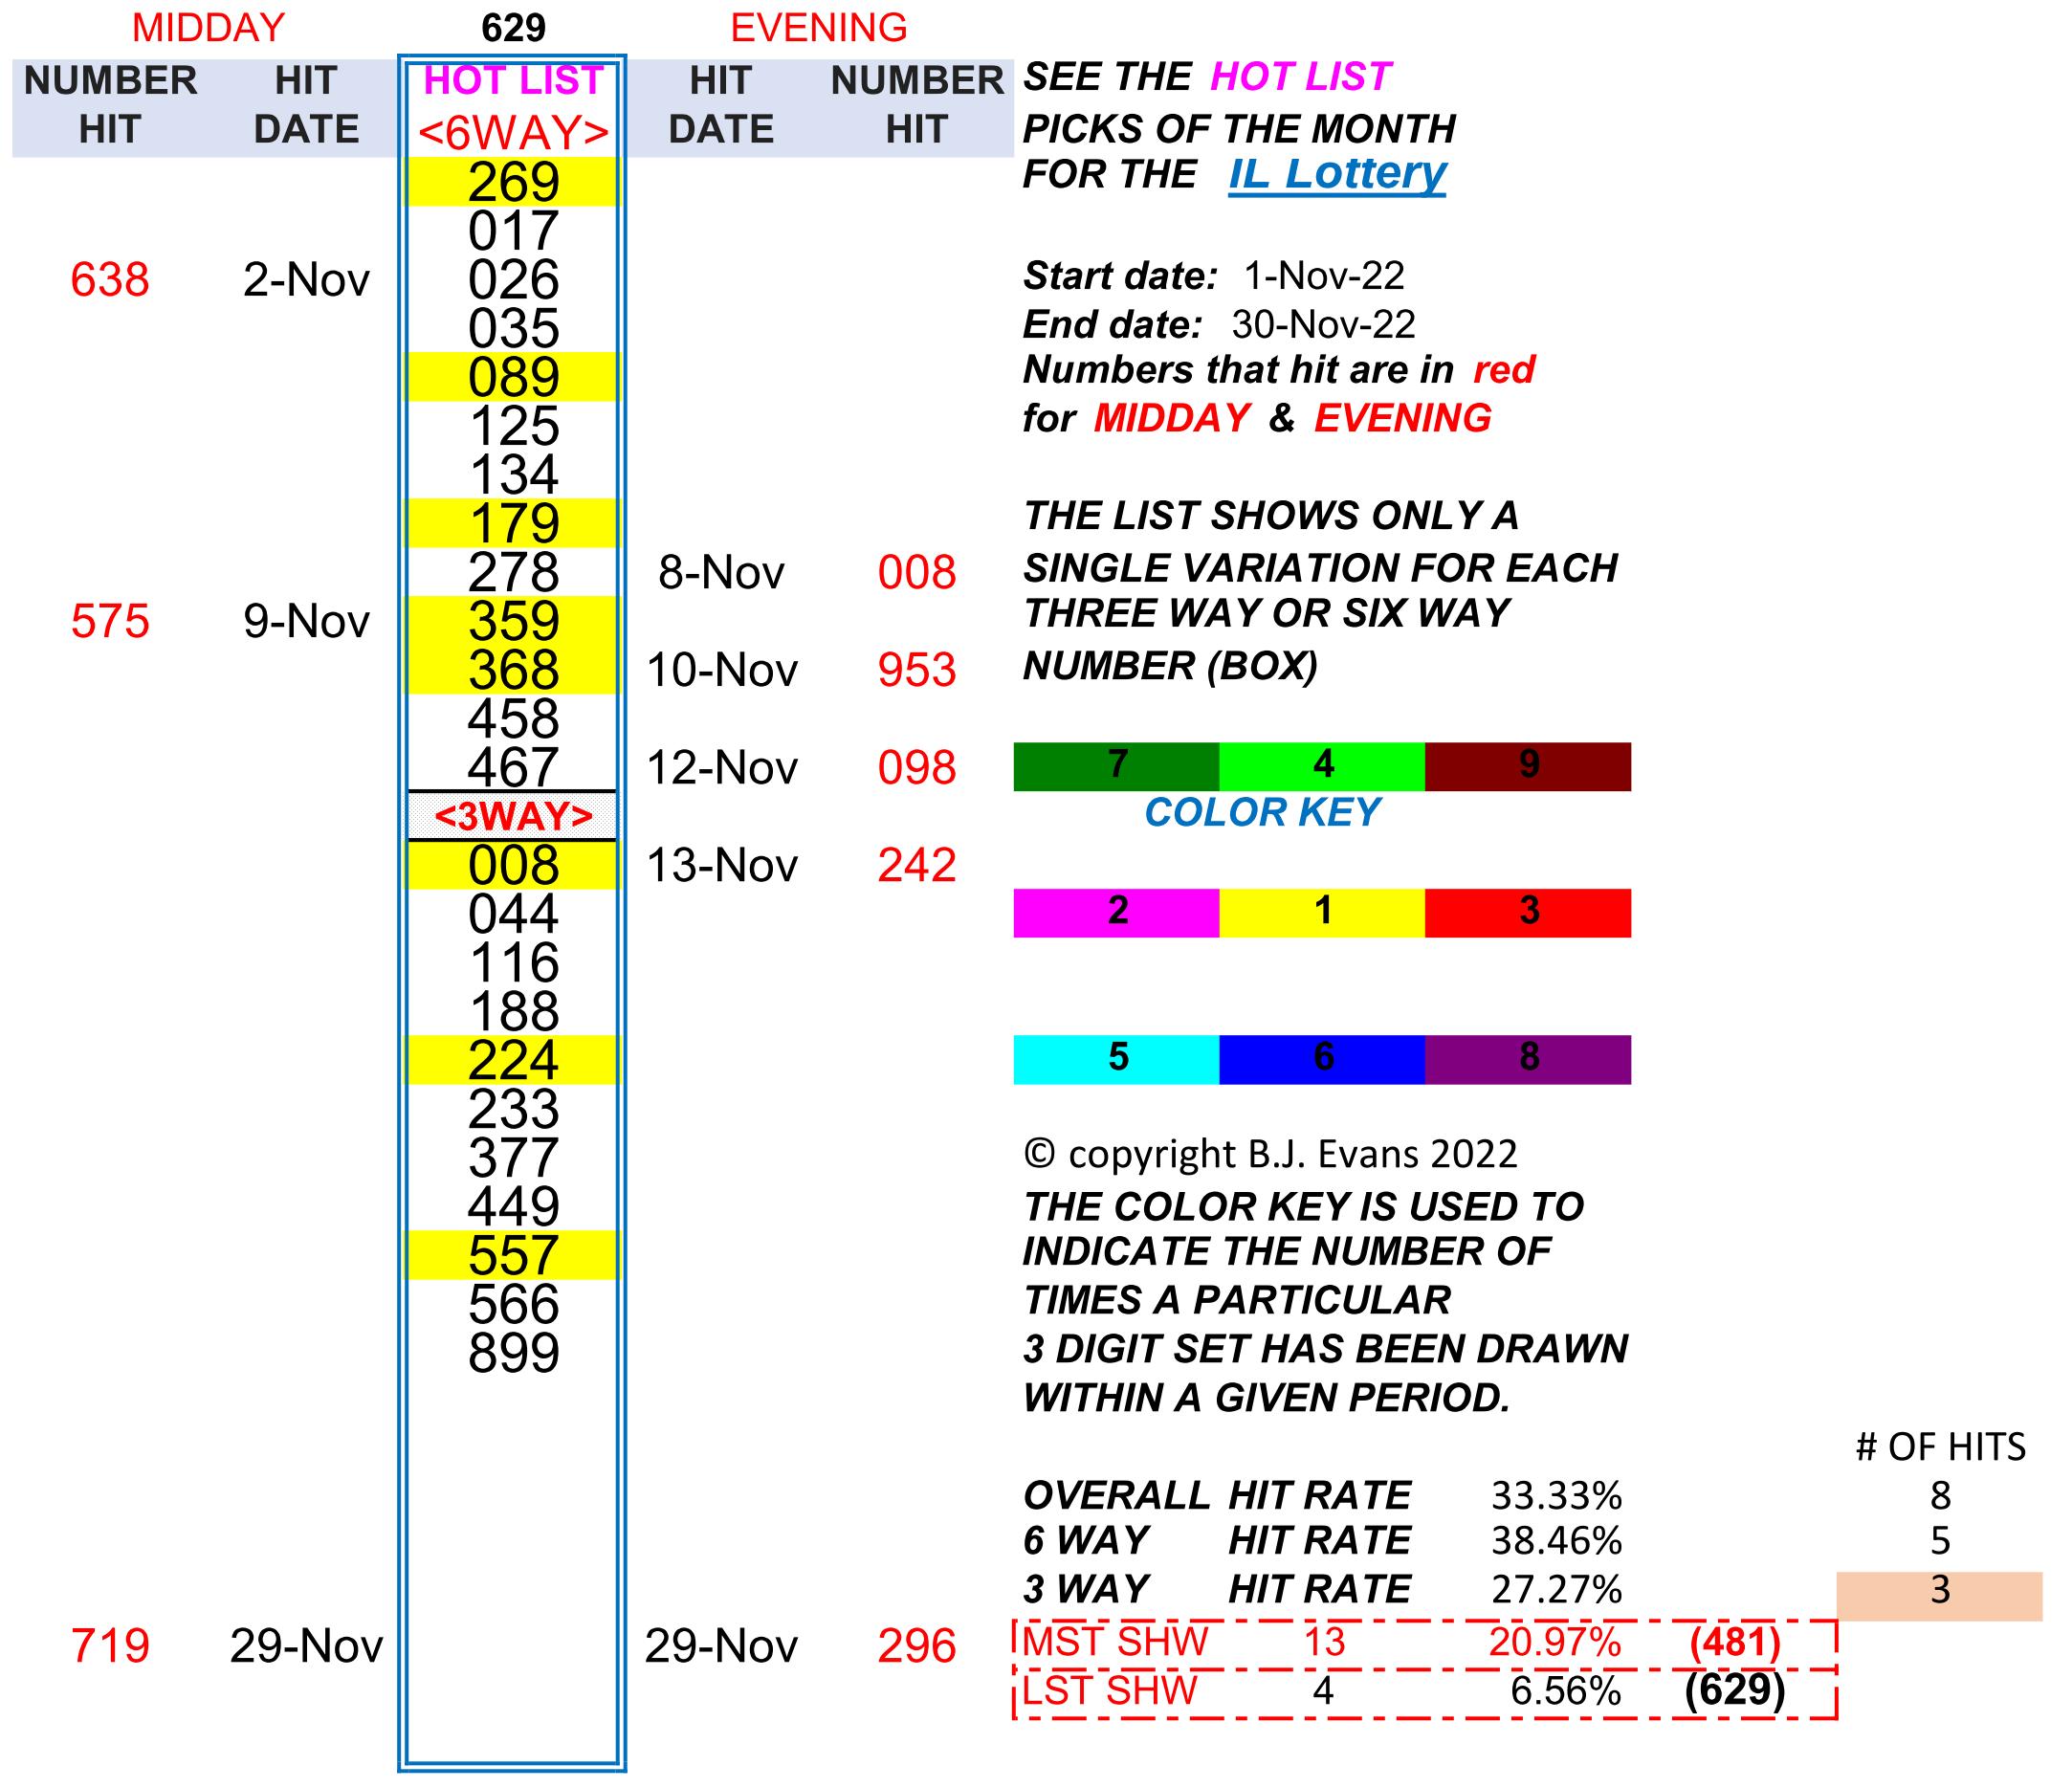 MIDDAY 629 EVENING
NUMBER HIT HOT LIST HIT NUMBER SEE THE HOT LIST
HIT DATE <6WAY> DATE HIT PICKS OF THE MONTH
269 FOR THE IL Lottery
017
638 2-Nov 026 Start date: 1-Nov-22
035 End date: 30-Nov-22
089 Numbers that hit are in red
125 for MIDDAY & EVENING
134
179 THE LIST SHOWS ONLY A
278 8-Nov 008 SINGLE VARIATION FOR EACH
575 9-Nov 359 THREE WAY OR SIX WAY
368 10-Nov 953 NUMBER (BOX)
458
467 12-Nov 098 7 4 9
<3WAY> COLOR KEY
008 13-Nov 242
044 2 1 3
116
188
224 5 6 8
233
377 © copyright B.J. Evans 2022
449 THE COLOR KEY IS USED TO
557 INDICATE THE NUMBER OF
566 TIMES A PARTICULAR
899 3 DIGIT SET HAS BEEN DRAWN
WITHIN A GIVEN PERIOD.
# OF HITS
OVERALL HIT RATE 33.33% 8
6 WAY HIT RATE 38.46% 5
3 WAY HIT RATE 27.27% 3
719 29-Nov 29-Nov 296 MST SHW 13 20.97% (481)
LST SHW 4 6.56% (629)